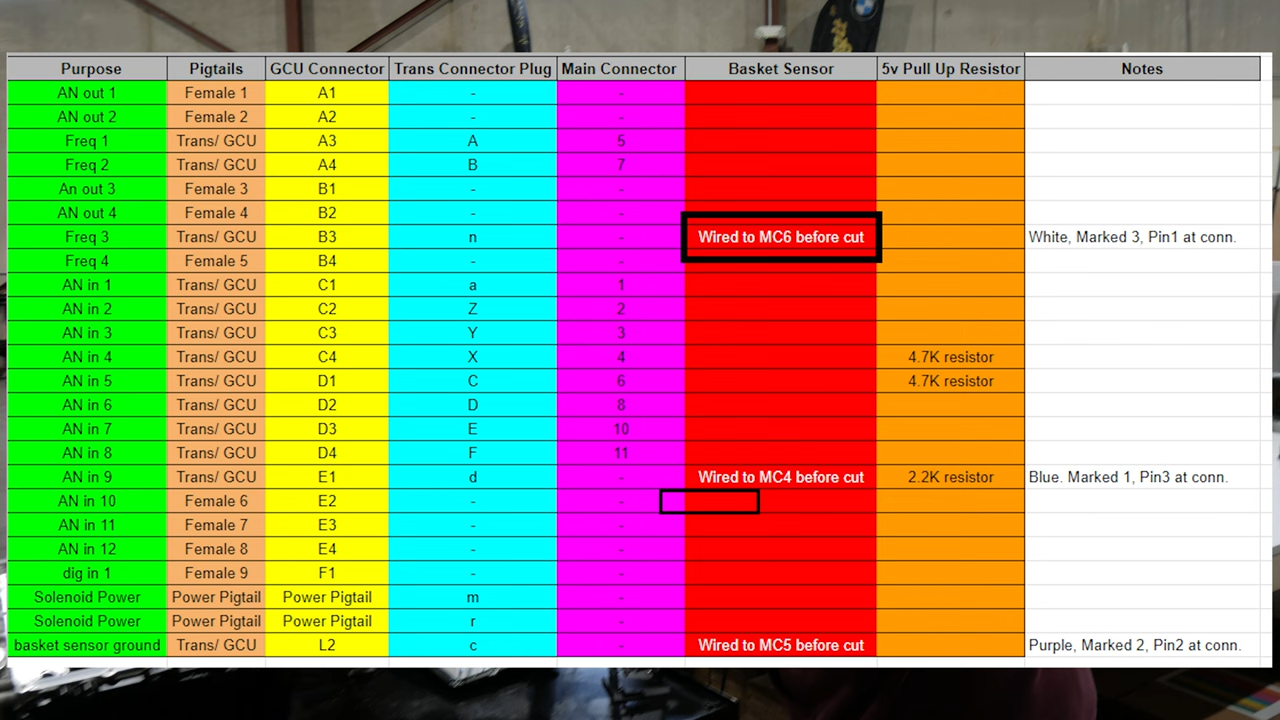 Purpose Pigtails GCU Connector Trans Connector Plug Main Connector Basket Sensor 5v Pull Up Resistor Notes
AN out 1 Female 1 A1 - -
AN out 2 Female 2 A2 - -
Freq 1 Trans/ GCU A3 A 5
Freq 2 Trans/ GCU A4 B 7
An out 3 Female 3 B1 - -
AN out 4 Female 4 B2 - -
Freq 3 Trans/ GCU B3 n - Wired to MC6 before cut White, Marked 3, Pin1 at conn.
Freq 4 Female 5 B4 - -
AN in 1 Trans/ GCU C1 a 1
AN in 2 Trans/ GCU C2 Z 2
AN in 3 Trans/ GCU C3 Y 3
AN in 4 Trans/ GCU C4 X 4 4.7K resistor
AN in 5 Trans/ GCU D1 C 6 4.7K resistor
AN in 6 Trans/ GCU D2 D 8
AN in 7 Trans/ GCU D3 E 10
AN in 8 Trans/ GCU D4 F 11
AN in 9 Trans/ GCU E1 d - Wired to MC4 before cut 2.2K resistor Blue. Marked 1, Pin3 at conn.
AN in 10 Female 6 E2 - -
AN in 11 Female 7 E3 - -
AN in 12 Female 8 E4 - -
dig in 1 Female 9 F1 - -
Solenoid Power Power Pigtail Power Pigtail m -
Solenoid Power Power Pigtail Power Pigtail r -
basket sensor ground Trans/ GCU L2 c - Wired to MC5 before cut Purple, Marked 2, Pin2 at conn.